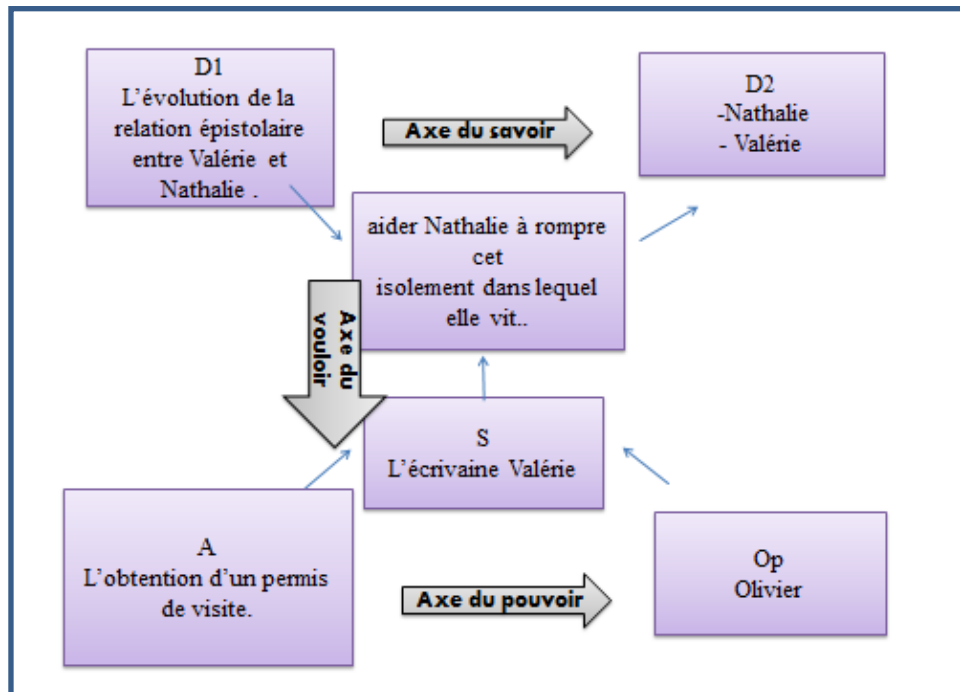 D1
L'évolution de la
relation épistolaire
entre Valérie et
Nathalie .
Axe du savoir
D2
-Nathalie
- Valérie
aider Nathalie à rompre
cet
isolement dans lequel
elle vit..
Axe du
vouloir
S
L'écrivaine Valérie
A
L'obtention d'un permis
de visite.
Axe du pouvoir
Op
Olivier